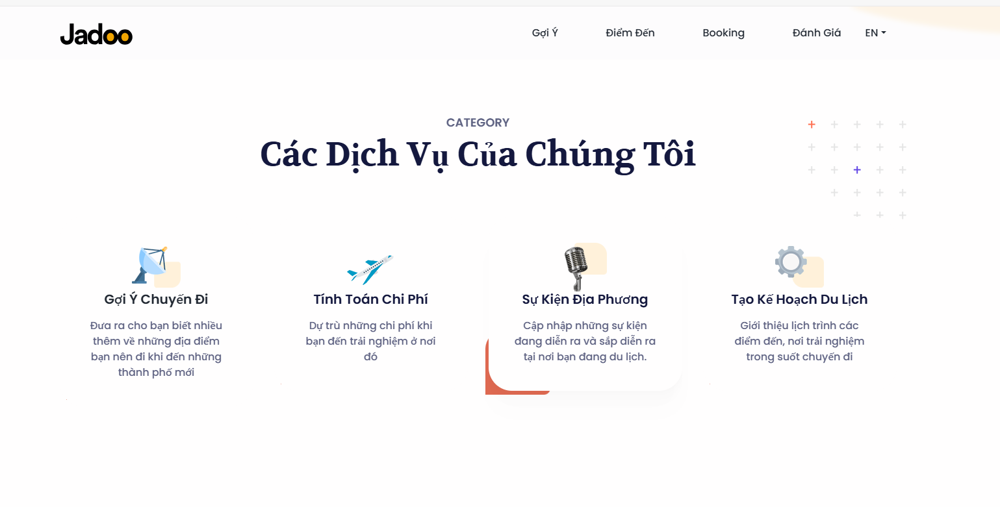 Jadoo
Gợi Ý
Điểm Đến
Booking
Đánh Giá
EN
CATEGORY
Các Dịch Vụ Của Chúng Tôi
Gợi Ý Chuyến Đi
Đưa ra cho bạn biết nhiều
thêm về những địa điểm
bạn nên đi khi đến những
thành phố mới
Tính Toán Chi Phí
Dự trù những chi phí khi
bạn đến trải nghiệm ở nơi
đó
Sự Kiện Địa Phương
Cập nhập những sự kiện
đang diễn ra và sắp diễn ra
tại nơi bạn đang du lịch.
Tạo Kế Hoạch Du Lịch
Giới thiệu lịch trình các
điểm đến, nơi trải nghiệm
trong suốt chuyến đi